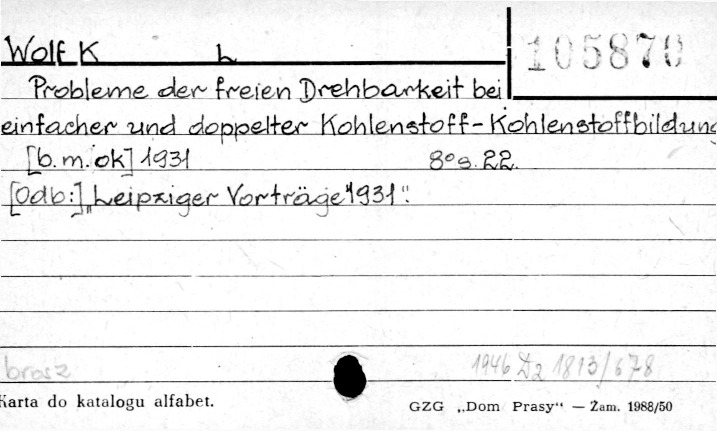 Wolf K L
105870
Probleme der freien Drehbarkeit bei
einfacher und doppelter Kohlenstoff-Kohlenstoffbildung
[b.m.ok] 1931 8° s. 22.
[Odb:] „Leipziger Vorträge 1931".
brosz
1946 Dz 1813/678
Karta do katalogu alfabet.
GZG „Dom Prasy“ — Zam. 1988/50